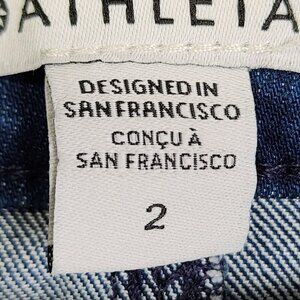 ATHLETA
DESIGNED IN
SAN FRANCISCO
CONÇU À
SAN FRANCISCO
2